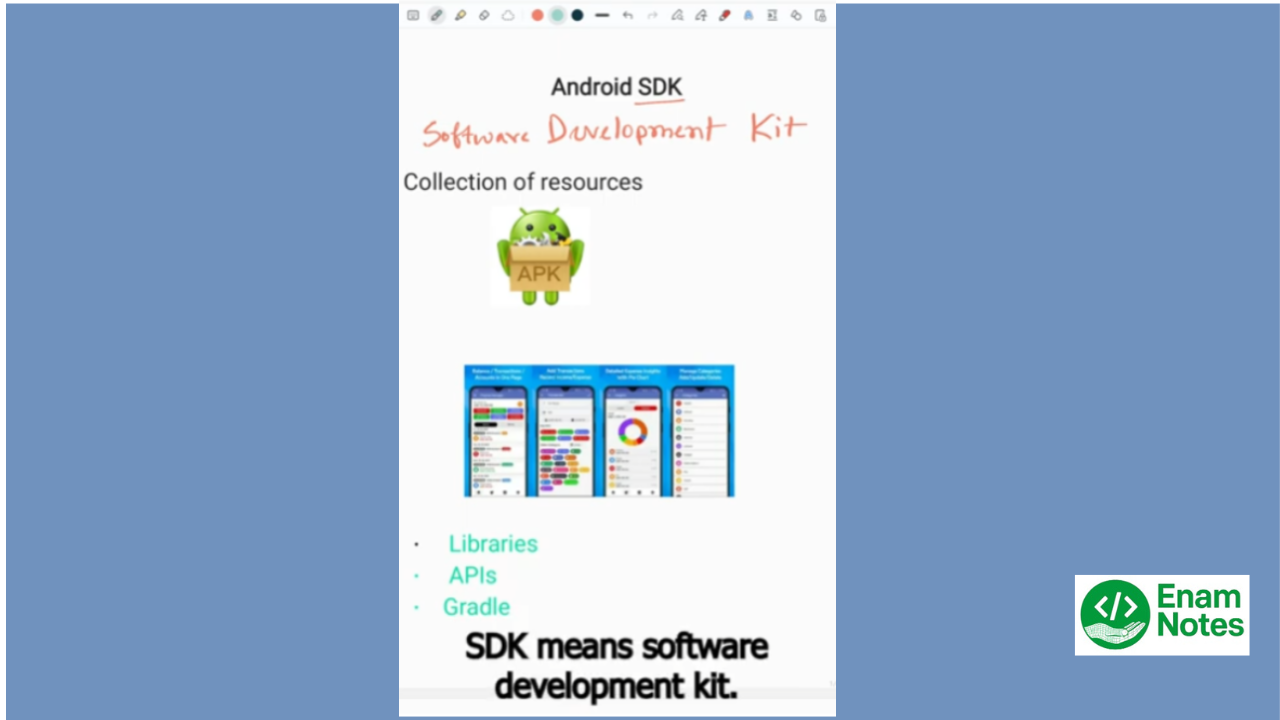 Android SDK
Software Development Kit
Collection of resources
APK
· Libraries
· APIs
· Gradle
SDK means software
development kit.
</>
Enam
Notes